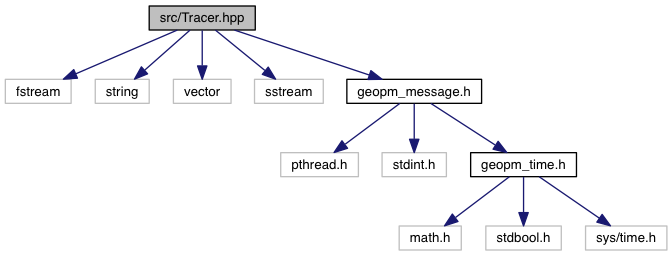 src/Tracer.hpp
fstream
string
vector
sstream
geopm_message.h
pthread.h
stdint.h
geopm_time.h
math.h
stdbool.h
sys/time.h